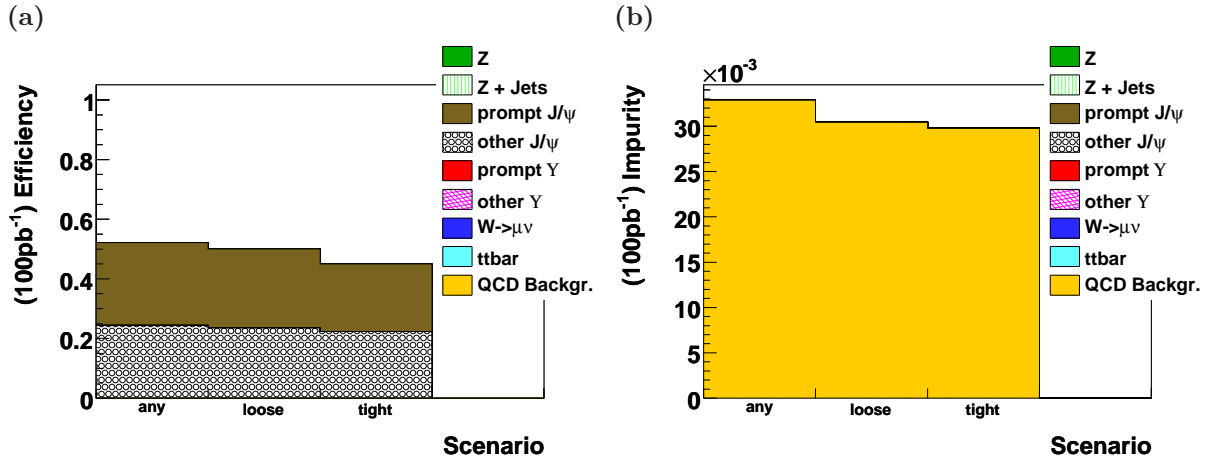 (a)
(100pb⁻¹) Efficiency
1
0.8
0.6
0.4
0.2
0
any loose tight
Scenario
Z
Z + Jets
prompt J/ψ
other J/ψ
prompt ϒ
other ϒ
W->μν
ttbar
QCD Backgr.
(b)
×10⁻³
(100pb⁻¹) Impurity
30
25
20
15
10
5
0
any loose tight
Scenario
Z
Z + Jets
prompt J/ψ
other J/ψ
prompt ϒ
other ϒ
W->μν
ttbar
QCD Backgr.